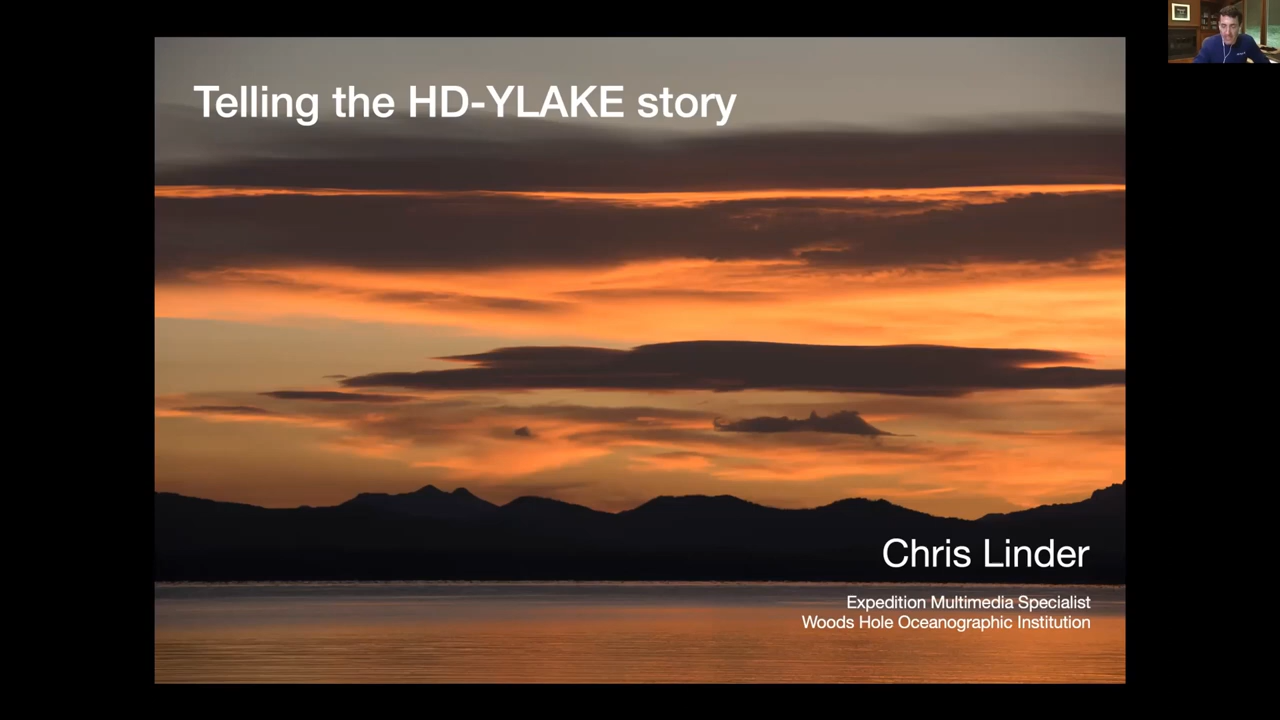 Telling the HD-YLAKE story
Chris Linder
Expedition Multimedia Specialist
Woods Hole Oceanographic Institution